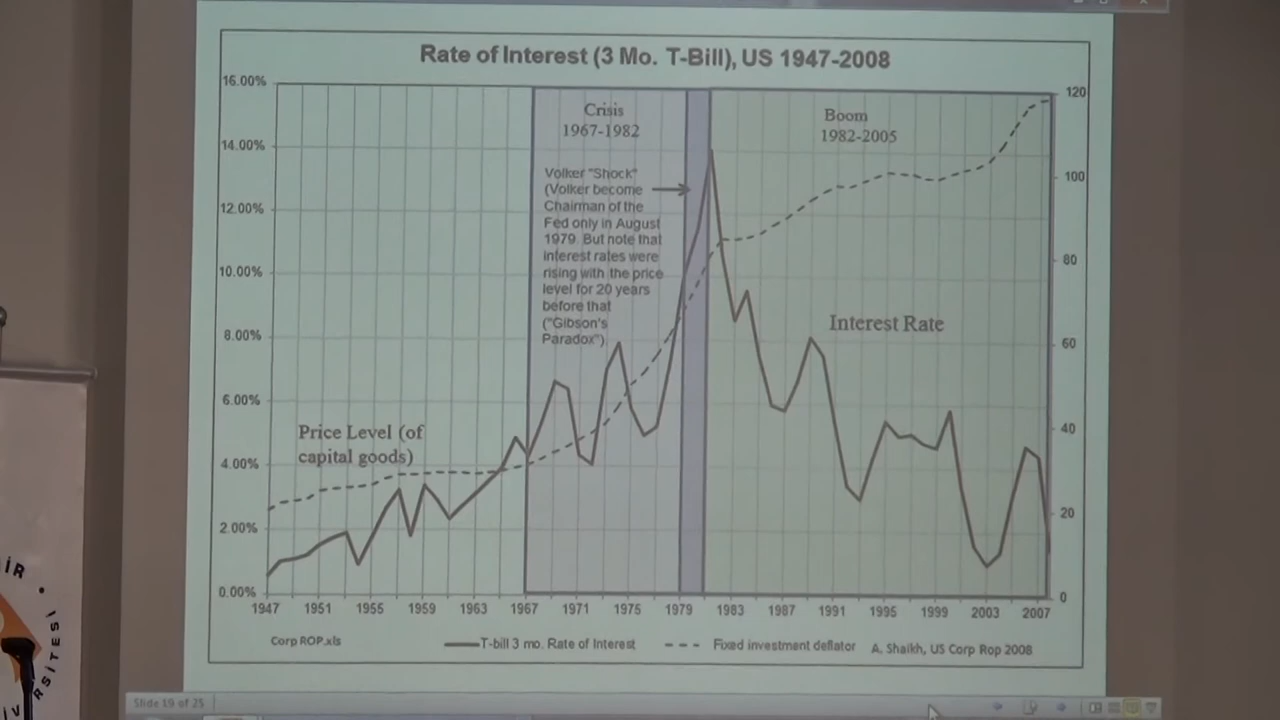 Rate of Interest (3 Mo. T-Bill), US 1947-2008
16.00%
14.00%
12.00%
10.00%
8.00%
6.00%
4.00%
2.00%
0.00%
120
100
80
60
40
20
0
Crisis
1967-1982
Boom
1982-2005
Volker "Shock"
(Volker become
Chairman of the
Fed only in August
1979. But note that
interest rates were
rising with the price
level for 20 years
before that
("Gibson's
Paradox")
Interest Rate
Price Level (of
capital goods)
1947 1951 1955 1959 1963 1967 1971 1975 1979 1983 1987 1991 1995 1999 2003 2007
Corp ROP.xls
T-bill 3 mo. Rate of Interest
Fixed investment deflator
A. Shaikh, US Corp Rop 2008
Slide 19 of 25